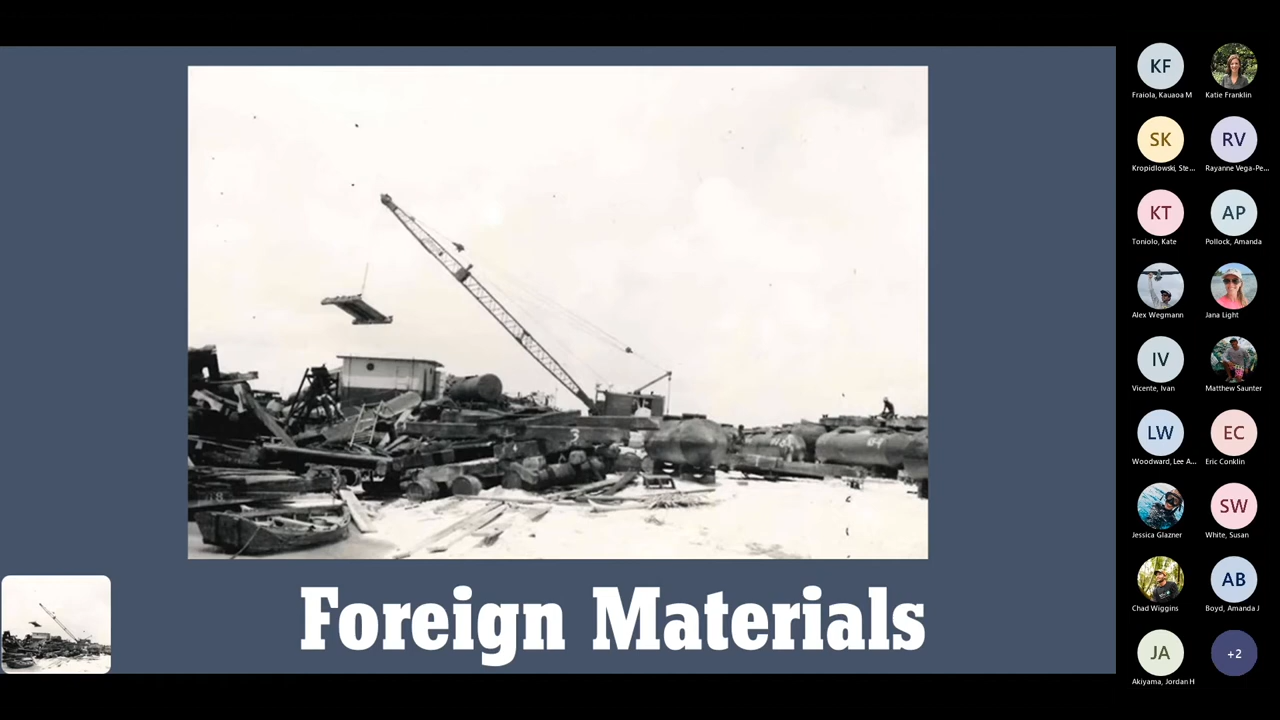 Foreign Materials
KF
Fraiola, Kauaoa M
Katie Franklin
SK
Kropidlowski, Ste...
RV
Rayanne Vega-Pe...
KT
Toniolo, Kate
AP
Pollock, Amanda
Alex Wegmann
Jana Light
IV
Vicente, Ivan
Matthew Saunter
LW
Woodward, Lee A...
EC
Eric Conklin
Jessica Glazner
SW
White, Susan
Chad Wiggins
AB
Boyd, Amanda J
JA
Akiyama, Jordan H
+2
3